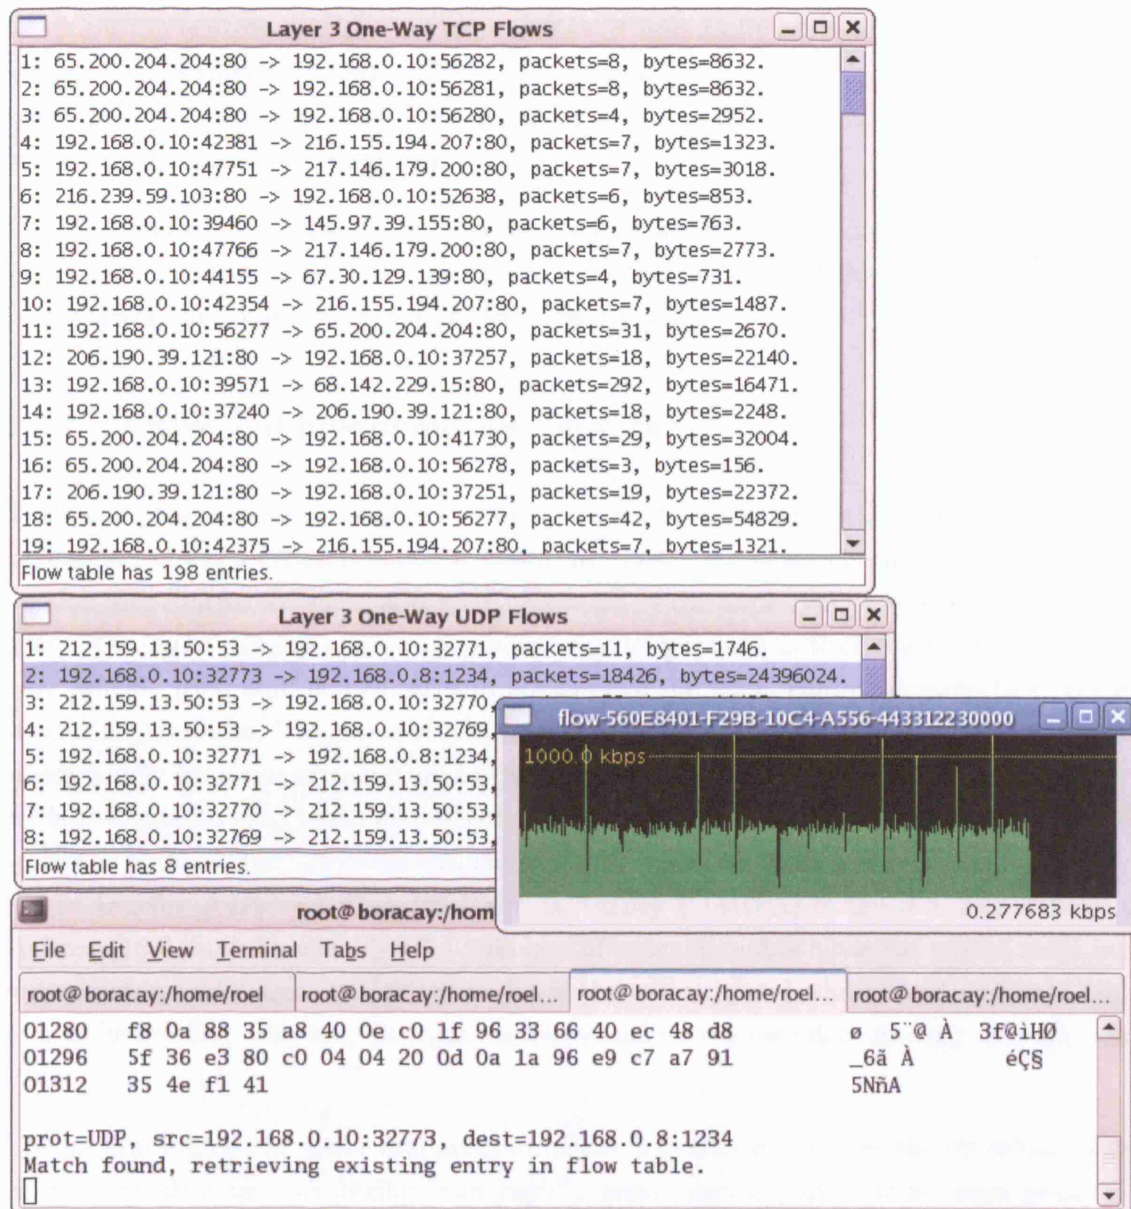 Layer 3 One-Way TCP Flows
1: 65.200.204.204:80 -> 192.168.0.10:56282, packets=8, bytes=8632.
2: 65.200.204.204:80 -> 192.168.0.10:56281, packets=8, bytes=8632.
3: 65.200.204.204:80 -> 192.168.0.10:56280, packets=4, bytes=2952.
4: 192.168.0.10:42381 -> 216.155.194.207:80, packets=7, bytes=1323.
5: 192.168.0.10:47751 -> 217.146.179.200:80, packets=7, bytes=3018.
6: 216.239.59.103:80 -> 192.168.0.10:52638, packets=6, bytes=853.
7: 192.168.0.10:39460 -> 145.97.39.155:80, packets=6, bytes=763.
8: 192.168.0.10:47766 -> 217.146.179.200:80, packets=7, bytes=2773.
9: 192.168.0.10:44155 -> 67.30.129.139:80, packets=4, bytes=731.
10: 192.168.0.10:42354 -> 216.155.194.207:80, packets=7, bytes=1487.
11: 192.168.0.10:56277 -> 65.200.204.204:80, packets=31, bytes=2670.
12: 206.190.39.121:80 -> 192.168.0.10:37257, packets=18, bytes=22140.
13: 192.168.0.10:39571 -> 68.142.229.15:80, packets=292, bytes=16471.
14: 192.168.0.10:37240 -> 206.190.39.121:80, packets=18, bytes=2248.
15: 65.200.204.204:80 -> 192.168.0.10:41730, packets=29, bytes=32004.
16: 65.200.204.204:80 -> 192.168.0.10:56278, packets=3, bytes=156.
17: 206.190.39.121:80 -> 192.168.0.10:37251, packets=19, bytes=22372.
18: 65.200.204.204:80 -> 192.168.0.10:56277, packets=42, bytes=54829.
19: 192.168.0.10:42375 -> 216.155.194.207:80, packets=7, bytes=1321.
Flow table has 198 entries.
Layer 3 One-Way UDP Flows
1: 212.159.13.50:53 -> 192.168.0.10:32771, packets=11, bytes=1746.
2: 192.168.0.10:32773 -> 192.168.0.8:1234, packets=18426, bytes=24396024.
3: 212.159.13.50:53 -> 192.168.0.10:32770,
4: 212.159.13.50:53 -> 192.168.0.10:32769,
5: 192.168.0.10:32771 -> 192.168.0.8:1234,
6: 192.168.0.10:32771 -> 212.159.13.50:53,
7: 192.168.0.10:32770 -> 212.159.13.50:53,
8: 192.168.0.10:32769 -> 212.159.13.50:53,
Flow table has 8 entries.
flow-560E8401-F29B-10C4-A556-443312230000
1000.0 kbps
0.277683 kbps
root@boracay:/hom
File Edit View Terminal Tabs Help
root@boracay:/home/roel root@boracay:/home/roel... root@boracay:/home/roel... root@boracay:/home/roel...
01280 f8 0a 88 35 a8 40 0e c0 1f 96 33 66 40 ec 48 d8 ø 5¨@ À 3f@ìHØ
01296 5f 36 e3 80 c0 04 04 20 0d 0a 1a 96 e9 c7 a7 91 _6ã À éÇ§
01312 35 4e f1 41 5NñA
prot=UDP, src=192.168.0.10:32773, dest=192.168.0.8:1234
Match found, retrieving existing entry in flow table.